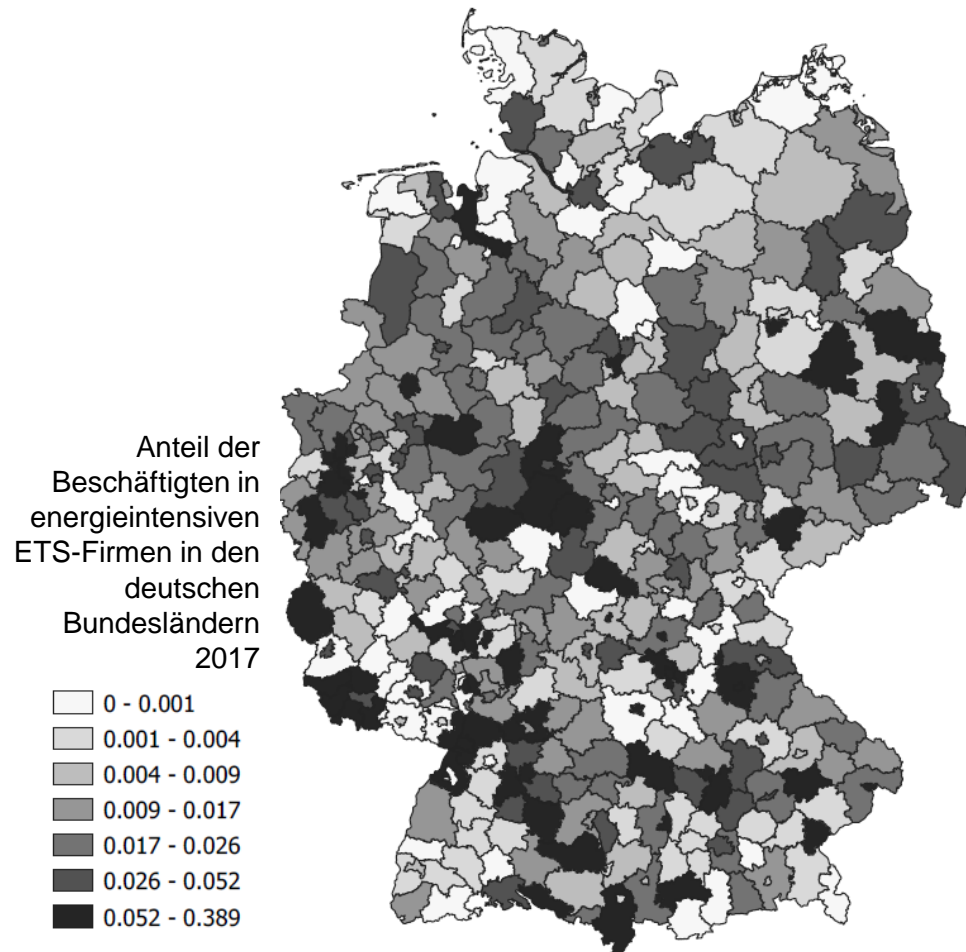 Anteil der
Beschäftigten in
energieintensiven
ETS-Firmen in den
deutschen
Bundesländern
2017
0 - 0.001
0.001 - 0.004
0.004 - 0.009
0.009 - 0.017
0.017 - 0.026
0.026 - 0.052
0.052 - 0.389